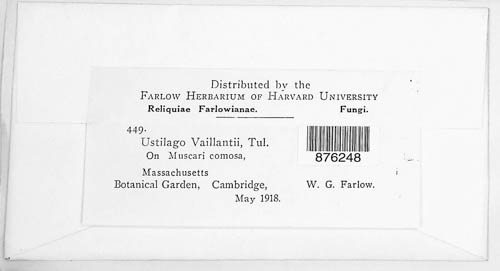 Distributed by the
FARLOW HERBARIUM OF HARVARD UNIVERSITY
Reliquiae Farlowianae. Fungi.
449.
Ustilago Vaillantii, Tul.
On Muscari comosa,
876248
Massachusetts
Botanical Garden, Cambridge, W. G. Farlow.
May 1918.